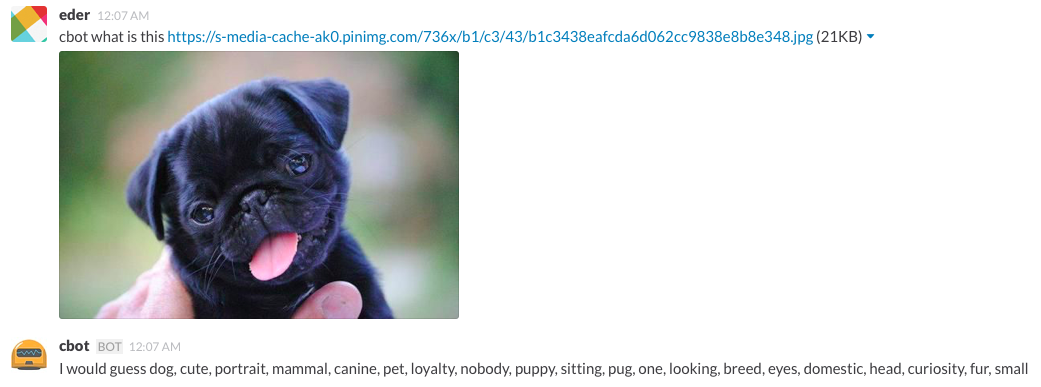 eder 12:07 AM
cbot what is this https://s-media-cache-ak0.pinimg.com/736x/b1/c3/43/b1c3438eafcda6d062cc9838e8b8e348.jpg (21KB)
cbot BOT 12:07 AM
I would guess dog, cute, portrait, mammal, canine, pet, loyalty, nobody, puppy, sitting, pug, one, looking, breed, eyes, domestic, head, curiosity, fur, small